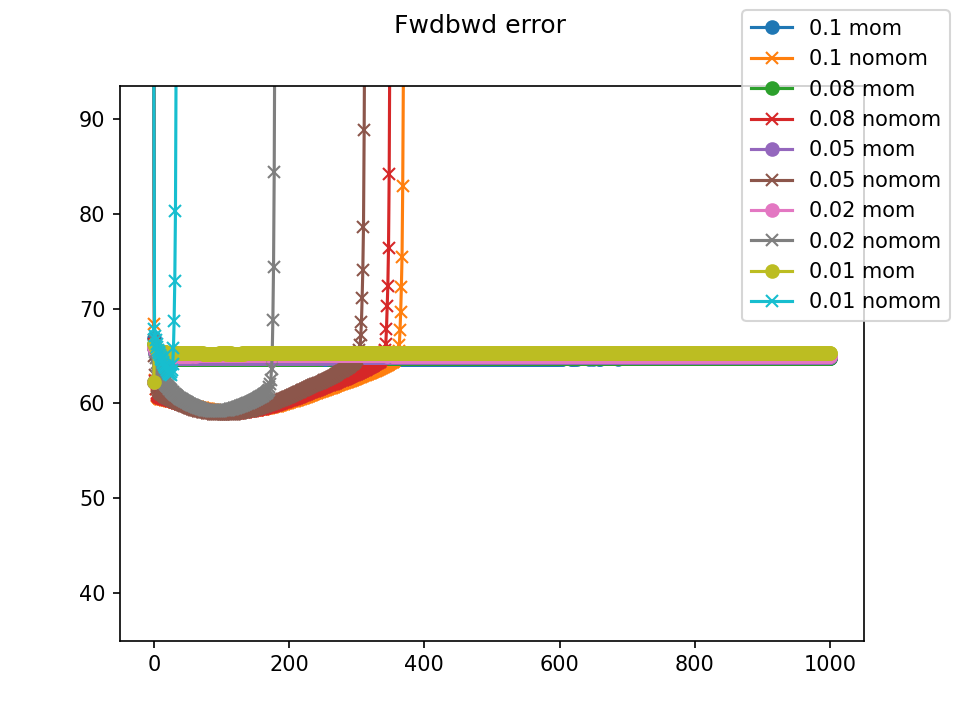 Fwdbwd error
0.1 mom
0.1 nomom
0.08 mom
0.08 nomom
0.05 mom
0.05 nomom
0.02 mom
0.02 nomom
0.01 mom
0.01 nomom
90
80
70
60
50
40
0 200 400 600 800 1000